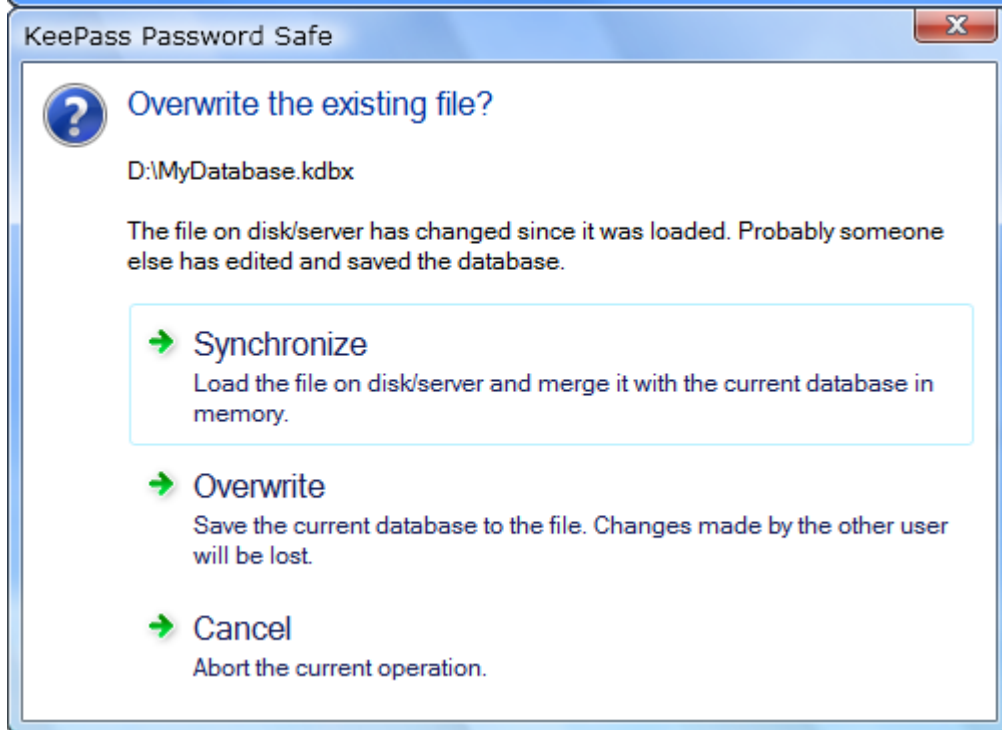 KeePass Password Safe
Overwrite the existing file?
D:\MyDatabase.kdbx
The file on disk/server has changed since it was loaded. Probably someone
else has edited and saved the database.
Synchronize
Load the file on disk/server and merge it with the current database in
memory.
Overwrite
Save the current database to the file. Changes made by the other user
will be lost.
Cancel
Abort the current operation.